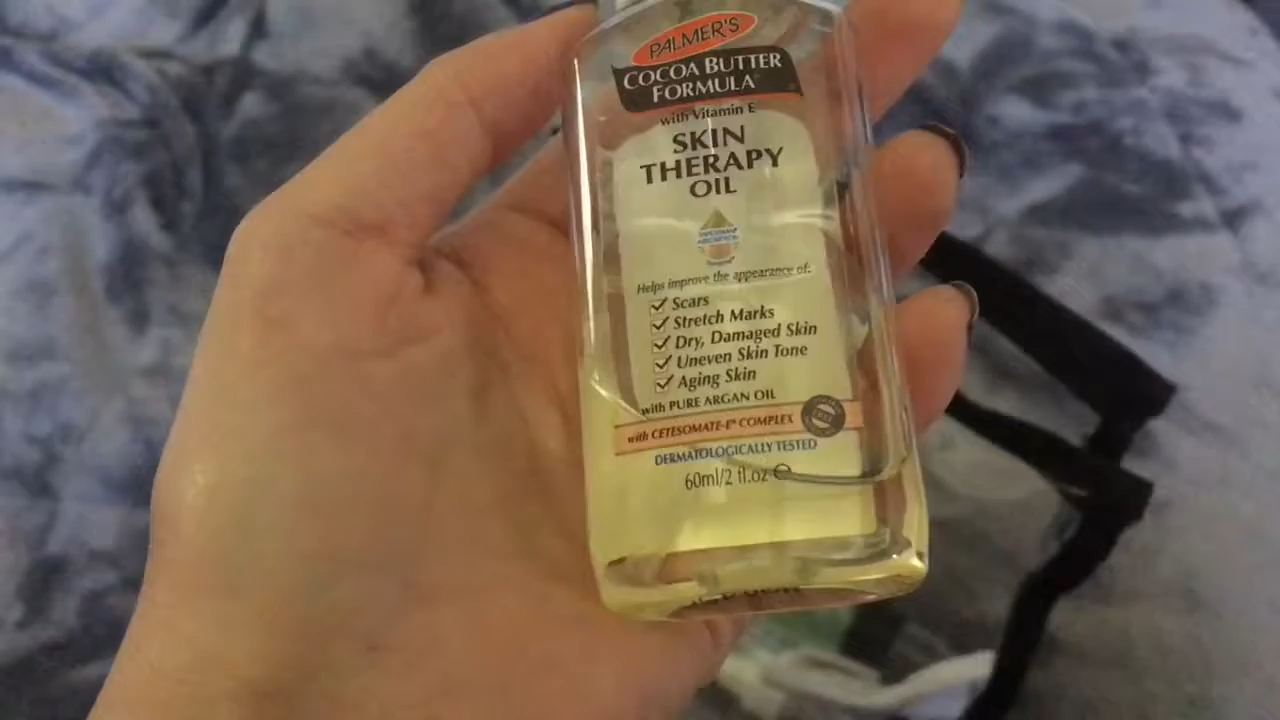 PALMER'S
COCOA BUTTER
FORMULA
with Vitamin E
SKIN
THERAPY
OIL
Helps improve the appearance of:
Scars
Stretch Marks
Dry, Damaged Skin
Uneven Skin Tone
Aging Skin
with PURE ARGAN OIL
with CETESOMATE-E® COMPLEX
DERMATOLOGICALLY TESTED
60ml/2 fl.oz